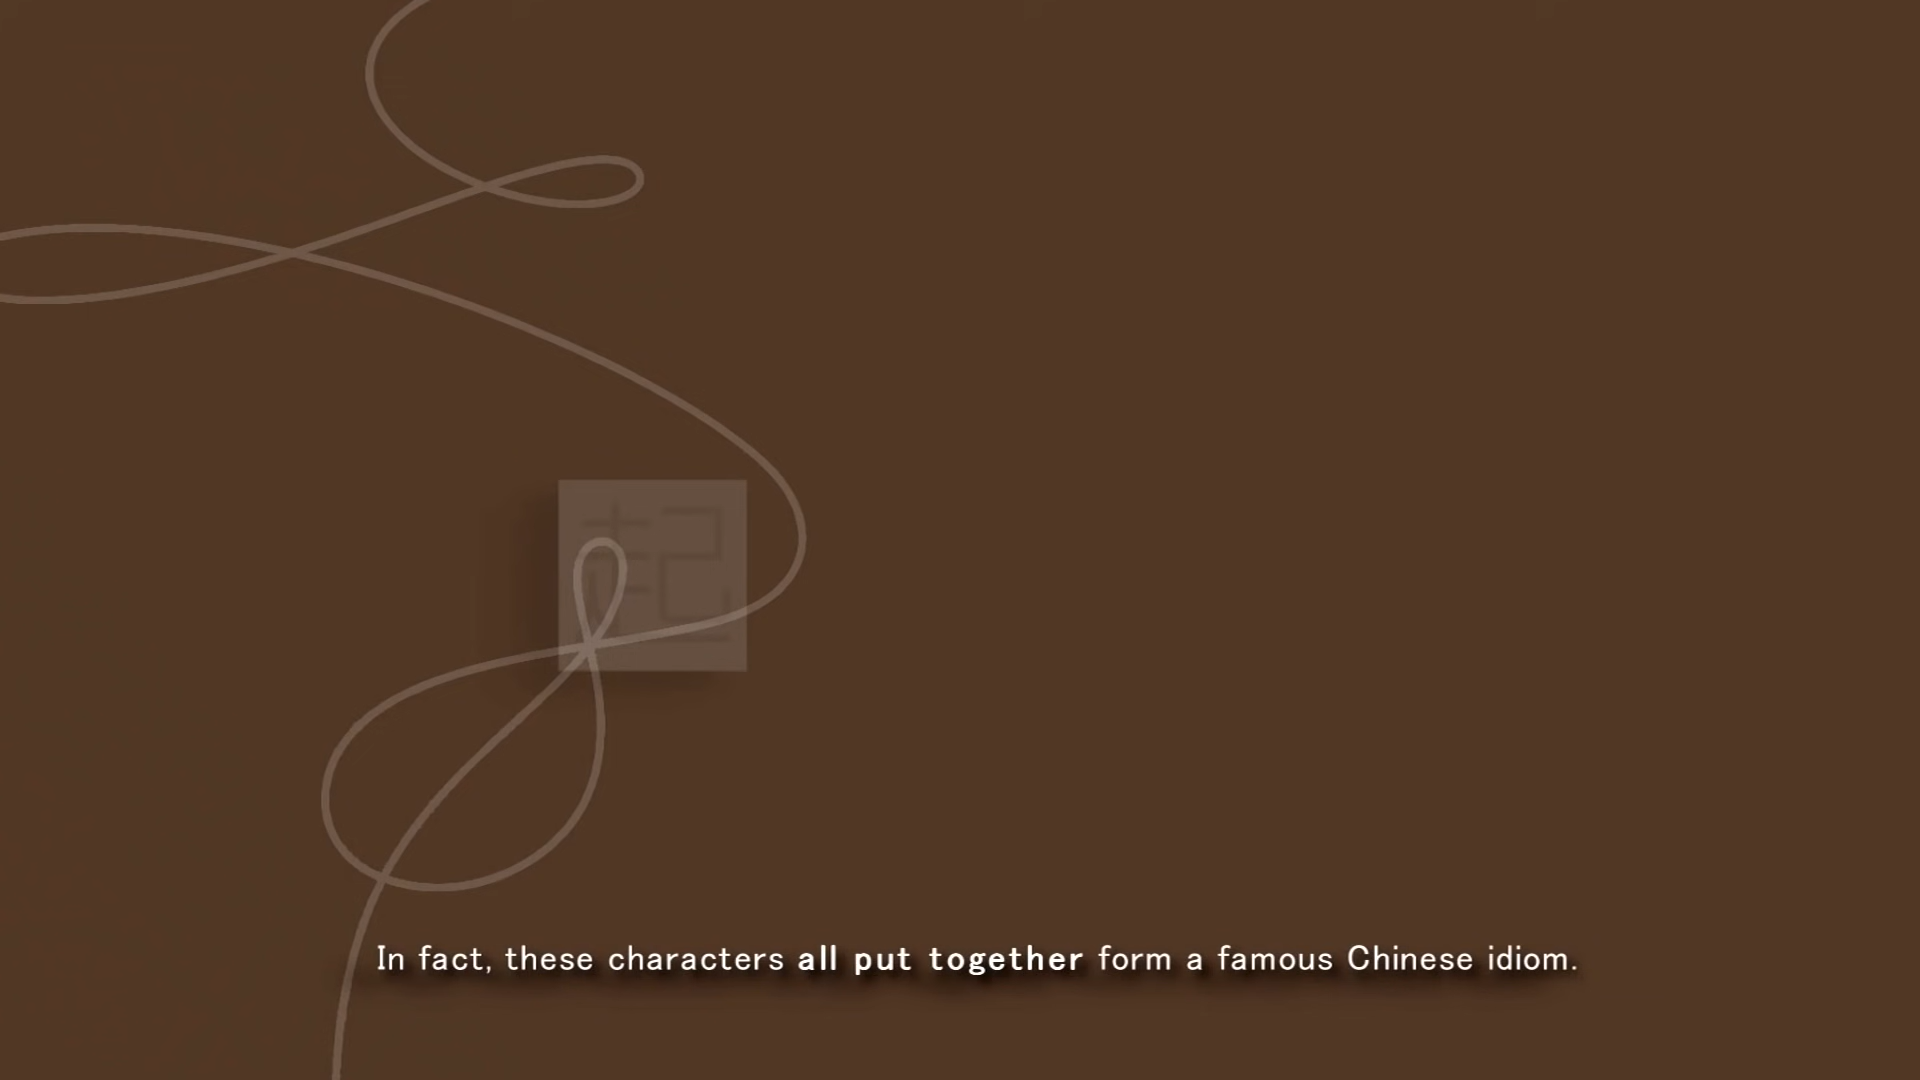 起
In fact, these characters all put together form a famous Chinese idiom.